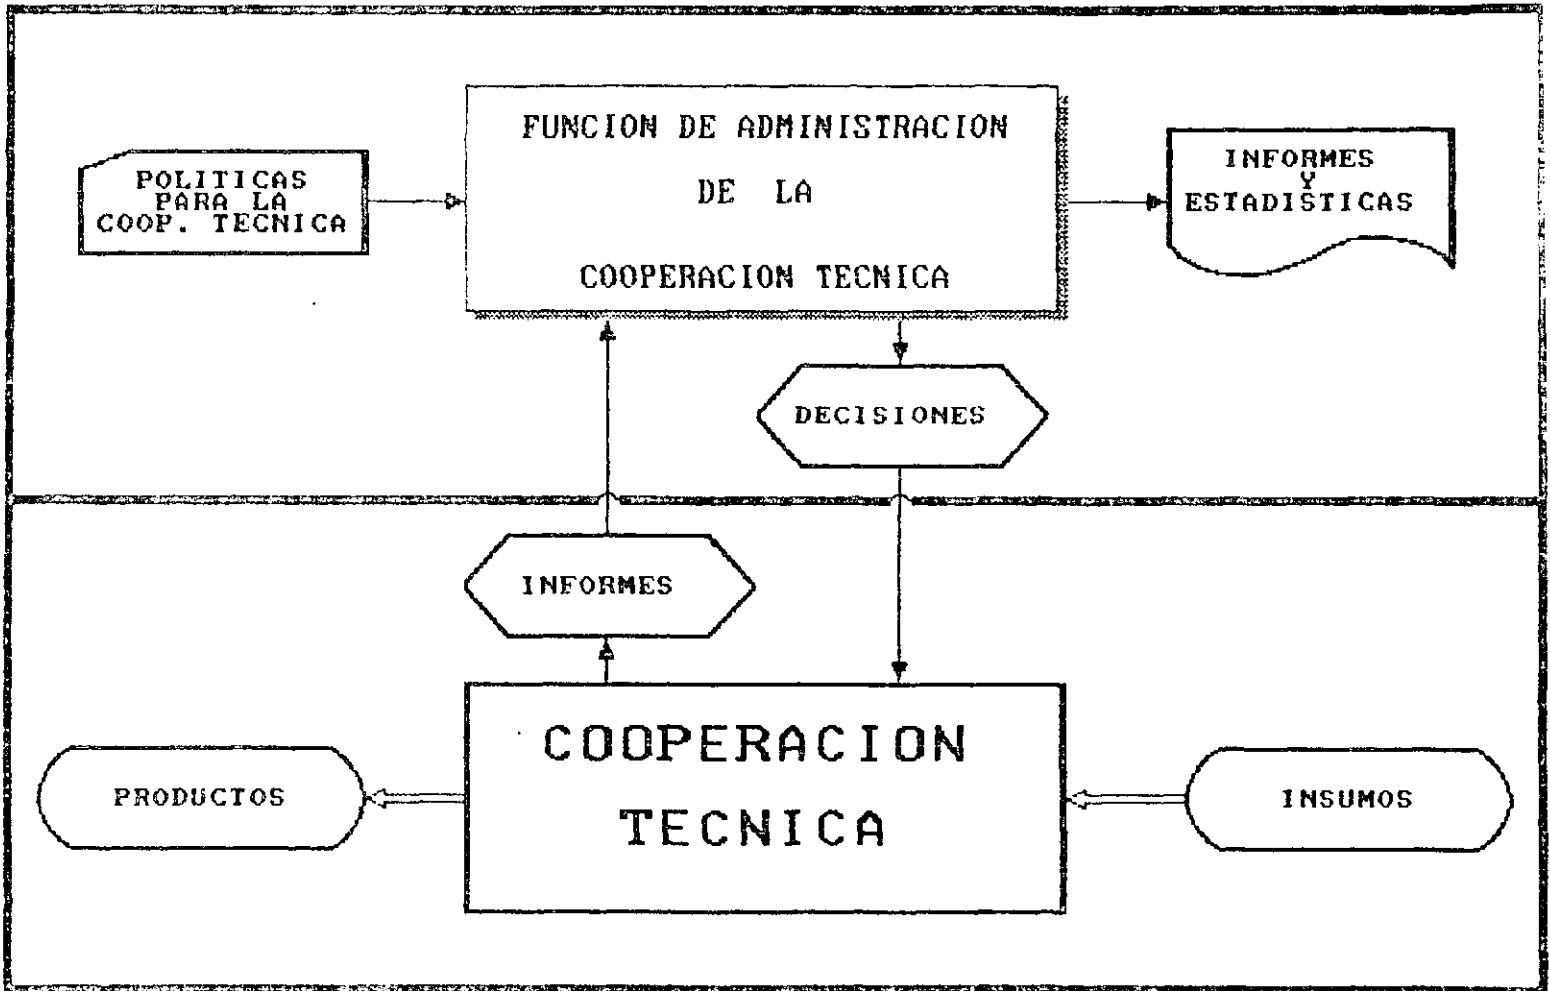 FUNCION DE ADMINISTRACION
DE LA
COOPERACION TECNICA
POLITICAS
PARA LA
COOP. TECNICA
INFORMES
Y
ESTADISTICAS
DECISIONES
INFORMES
COOPERACION
TECNICA
PRODUCTOS
INSUMOS